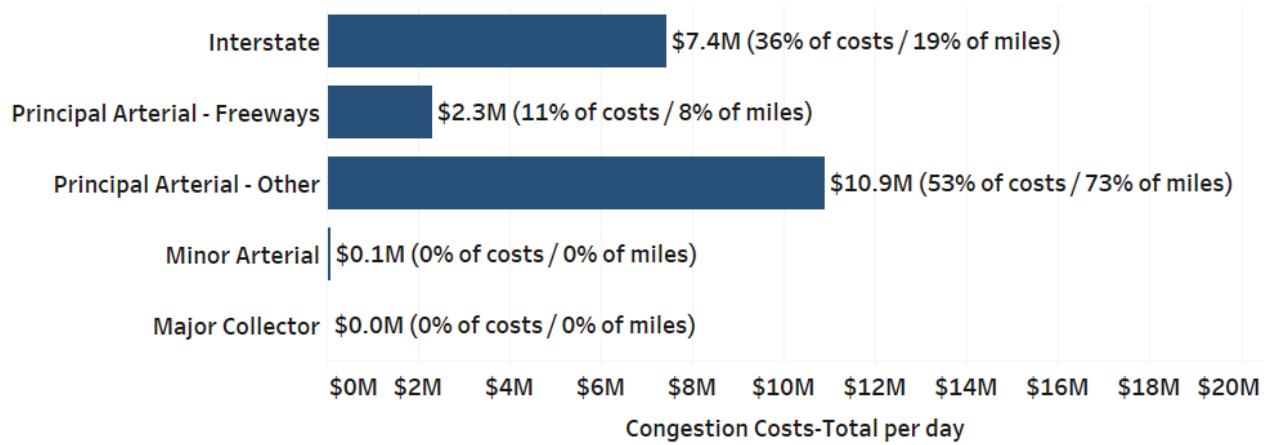 Interstate $7.4M (36% of costs / 19% of miles)
Principal Arterial - Freeways $2.3M (11% of costs / 8% of miles)
Principal Arterial - Other $10.9M (53% of costs / 73% of miles)
Minor Arterial $0.1M (0% of costs / 0% of miles)
Major Collector $0.0M (0% of costs / 0% of miles)
$0M $2M $4M $6M $8M $10M $12M $14M $16M $18M $20M
Congestion Costs-Total per day